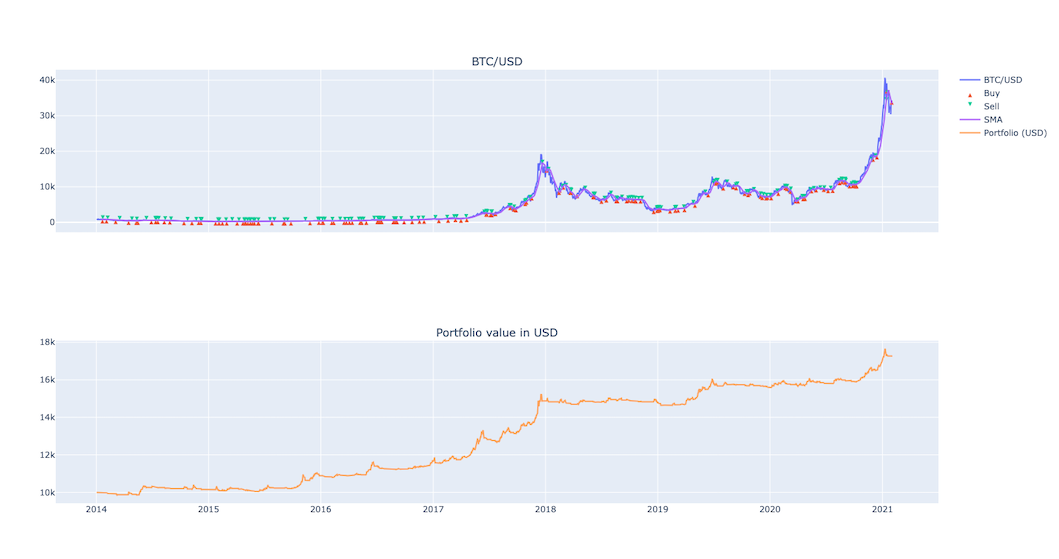 BTC/USD
40k
30k
20k
10k
0
BTC/USD
Buy
Sell
SMA
Portfolio (USD)
Portfolio value in USD
18k
16k
14k
12k
10k
2014 2015 2016 2017 2018 2019 2020 2021